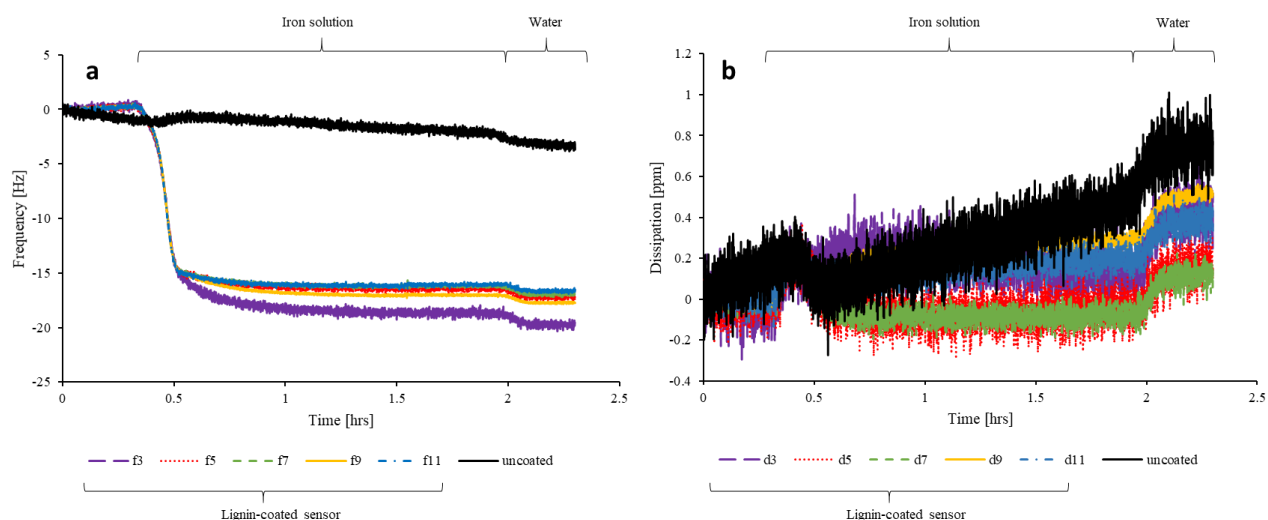 Iron solution Water
a
5
0
-5
-10
-15
-20
-25
Frequency [Hz]
0 0.5 1 1.5 2 2.5
Time [hrs]
f3 f5 f7 f9 f11 uncoated
Lignin-coated sensor
Iron solution Water
b
1.2
1
0.8
0.6
0.4
0.2
0
-0.2
-0.4
Dissipation [ppm]
0 0.5 1 1.5 2 2.5
Time [hrs]
d3 d5 d7 d9 d11 uncoated
Lignin-coated sensor